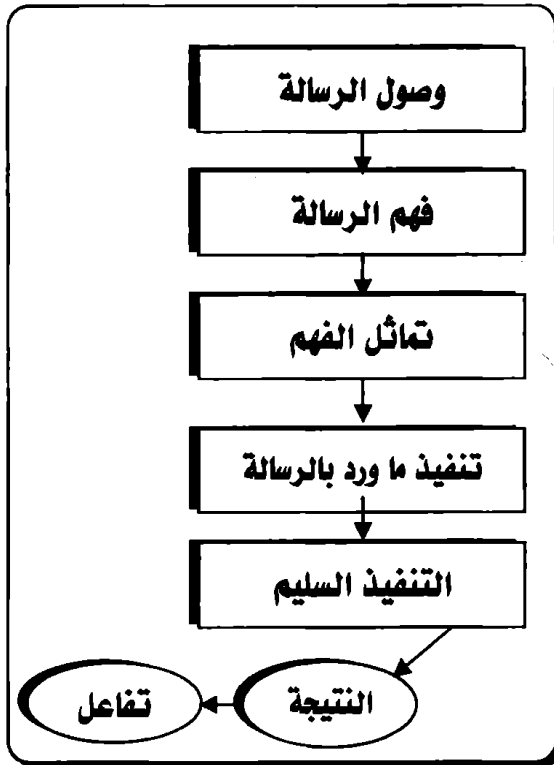 وصول الرسالة
فهم الرسالة
تماثل الفهم
تنفيذ ما ورد بالرسالة
التنفيذ السليم
النتيجة
تفاعل